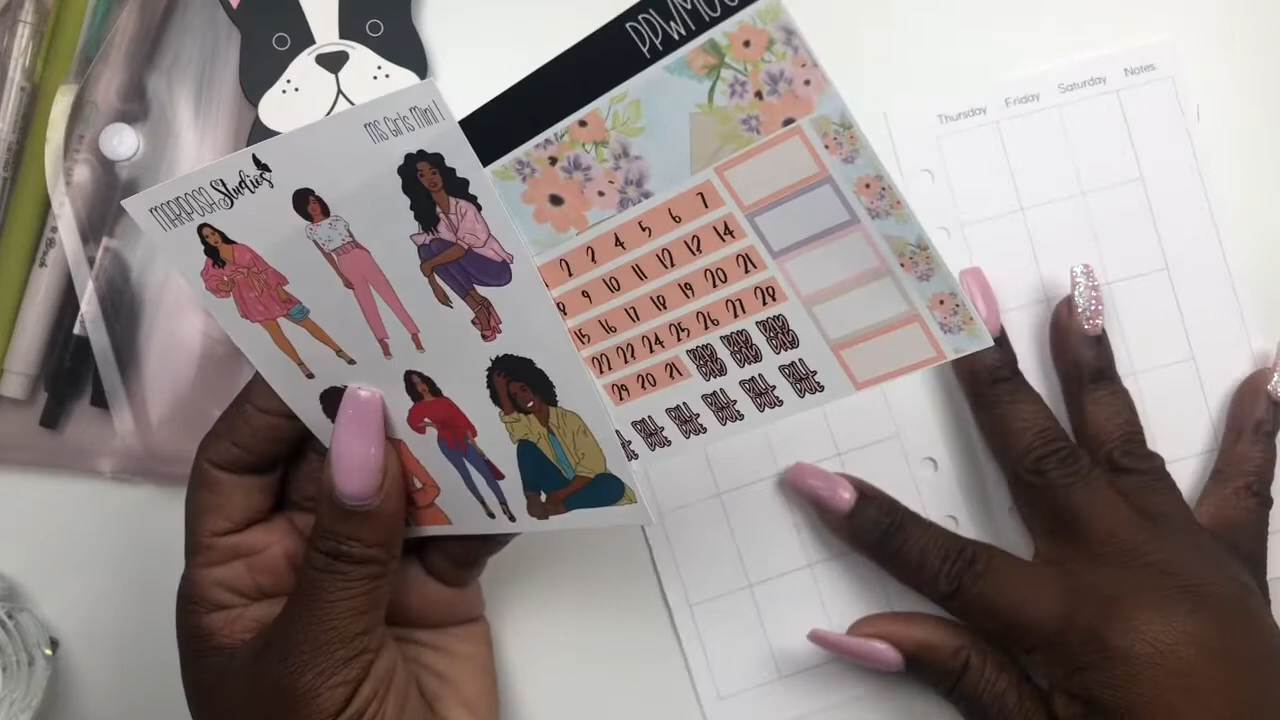 MARIPOSA Studios
MS Girls Mini 1
Thursday Friday Saturday Notes
2 3 4 5 6 7
8 9 10 11 12 13 14
15 16 17 18 19 20 21
22 23 24 25 26 27 28
29 30 31 PAY DAY PAY DAY PAY DAY
BILL DUE BILL DUE BILL DUE BILL DUE